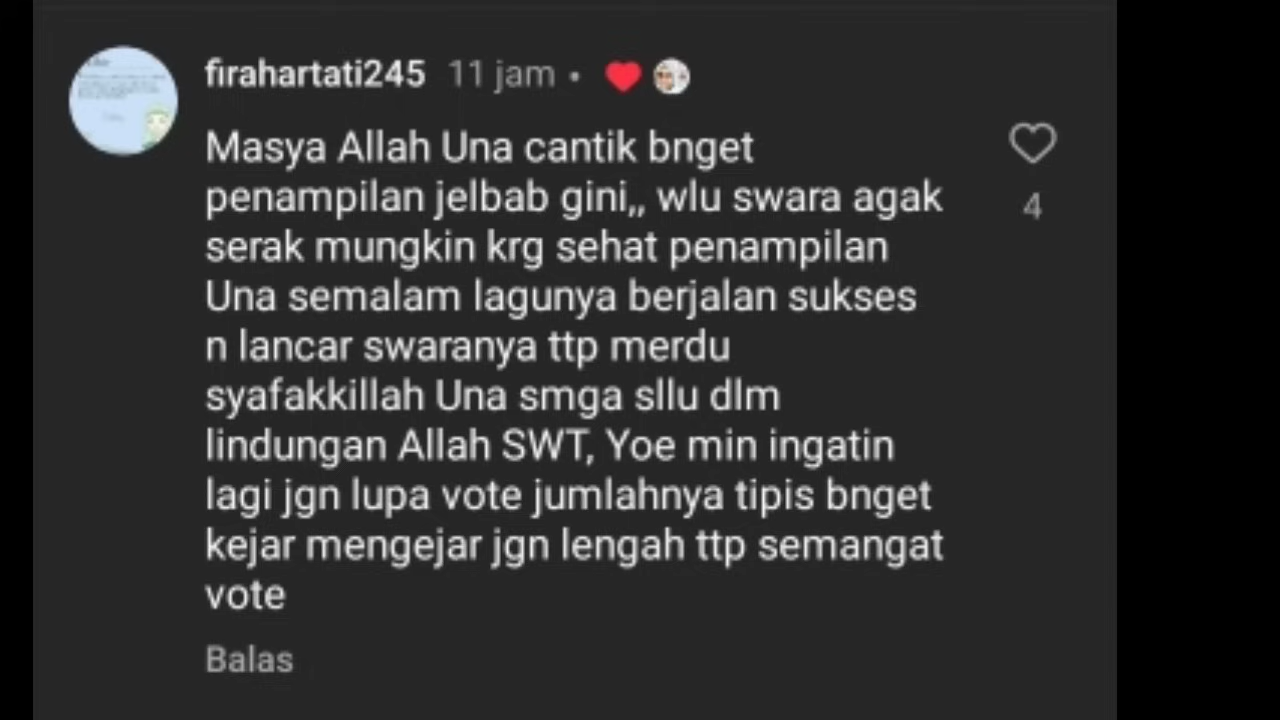 firahartati245 11 jam •
Masya Allah Una cantik bnget
penampilan jelbab gini,, wlu swara agak
serak mungkin krg sehat penampilan
Una semalam lagunya berjalan sukses
n lancar swaranya ttp merdu
syafakkillah Una smga sllu dlm
lindungan Allah SWT, Yoe min ingatin
lagi jgn lupa vote jumlahnya tipis bnget
kejar mengejar jgn lengah ttp semangat
vote
4
Balas